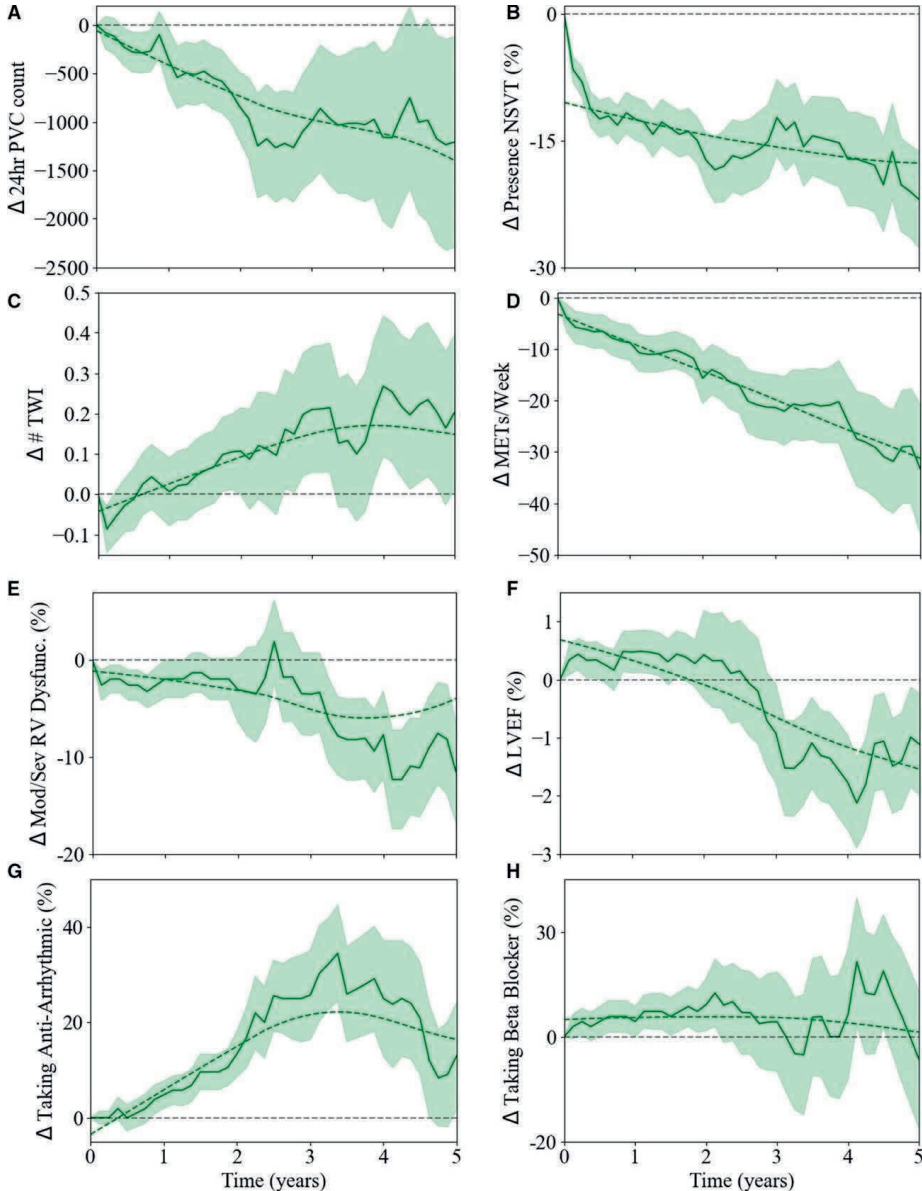 A
Δ 24hr PVC count
0
−500
−1000
−1500
−2000
−2500
B
Δ Presence NSVT (%)
0
−15
−30
C
Δ # TWI
0.5
0.4
0.3
0.2
0.1
0.0
−0.1
D
Δ METs/Week
0
−10
−20
−30
−40
−50
E
Δ Mod/Sev RV Dysfunc. (%)
0
-10
-20
F
Δ LVEF (%)
1
0
−1
−2
−3
G
Δ Taking Anti-Arrhythmic (%)
40
20
0
0 1 2 3 4 5
Time (years)
H
Δ Taking Beta Blocker (%)
30
0
-20
0 1 2 3 4 5
Time (years)